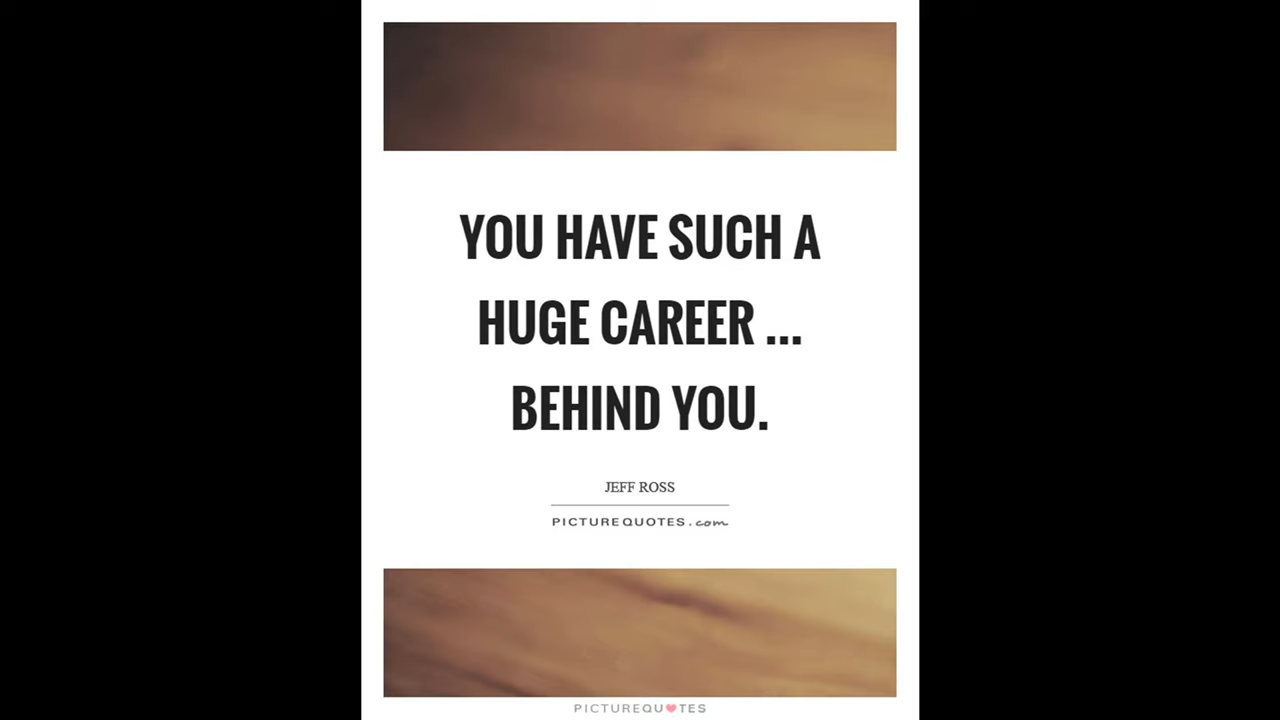 YOU HAVE SUCH A
HUGE CAREER ...
BEHIND YOU.
JEFF ROSS
PICTUREQUOTES.com
PICTUREQUOTES